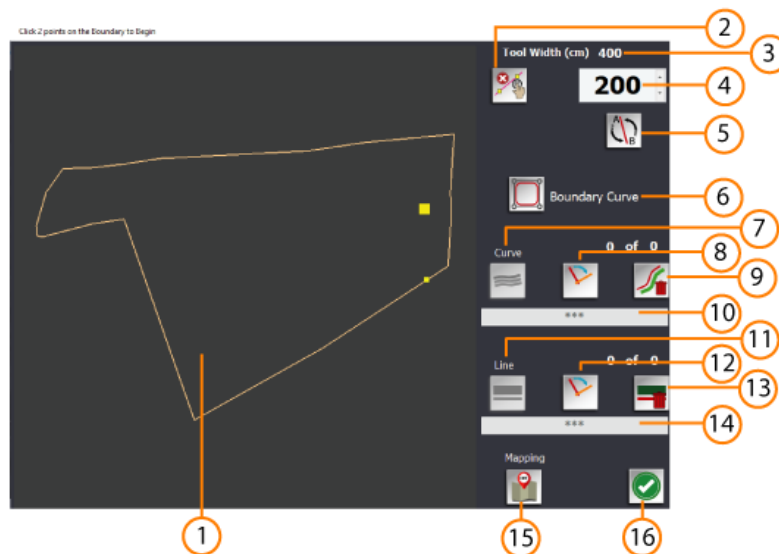 Click 2 points on the Boundary to Begin
2
Tool Width (cm) 400
3
200
4
A
B
5
Boundary Curve
6
7
0 of 0
8
Curve
9
***
10
11
0 of 0
12
Line
13
***
14
Mapping
1
15
16